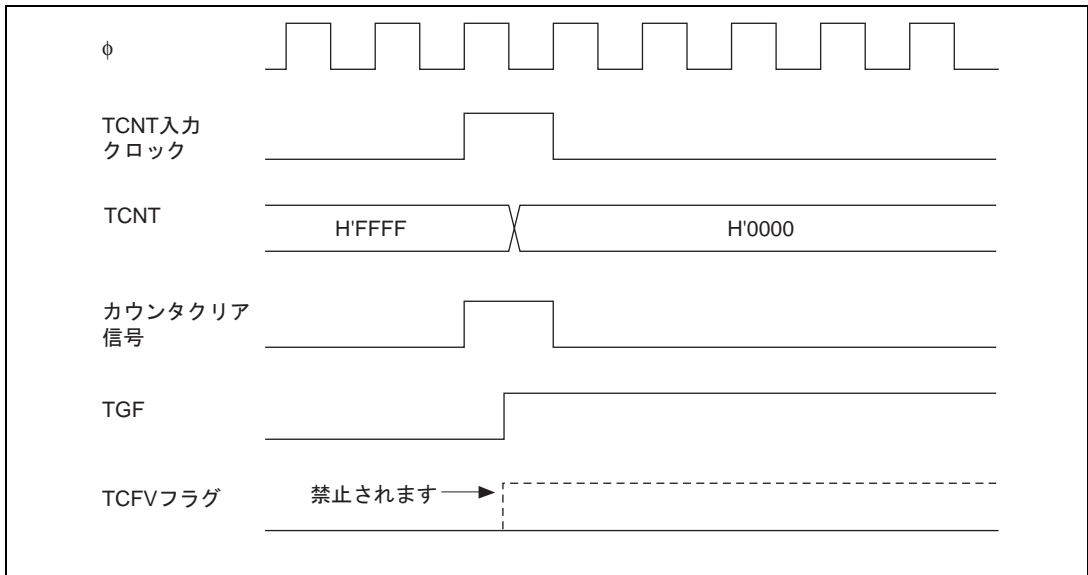 φ
TCNT入力
クロック
TCNT
H'FFFF
H'0000
カウンタクリア
信号
TGF
TCFVフラグ
禁止されます